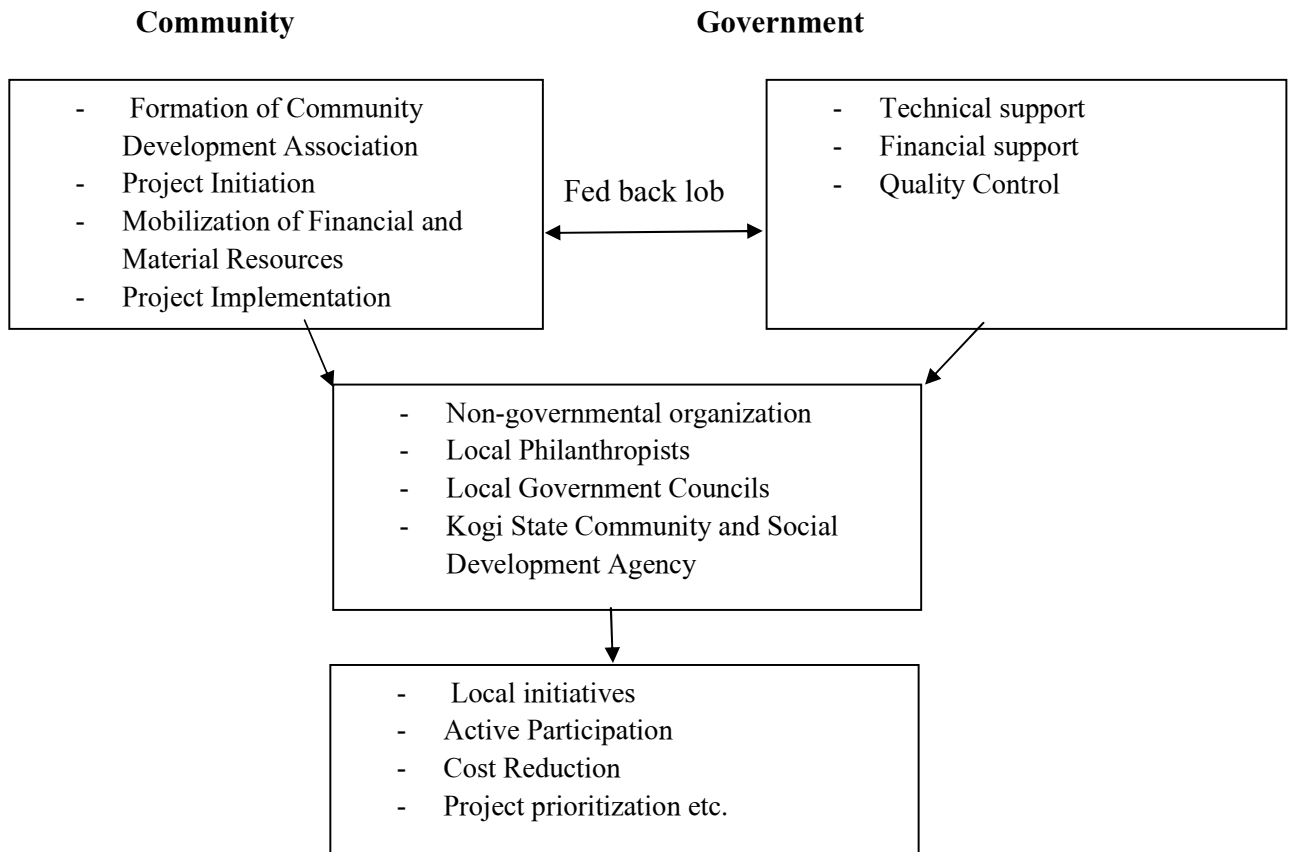 Community
Government
- Formation of Community
Development Association
- Project Initiation
- Mobilization of Financial and
Material Resources
- Project Implementation
Fed back lob
- Technical support
- Financial support
- Quality Control
- Non-governmental organization
- Local Philanthropists
- Local Government Councils
- Kogi State Community and Social
Development Agency
- Local initiatives
- Active Participation
- Cost Reduction
- Project prioritization etc.